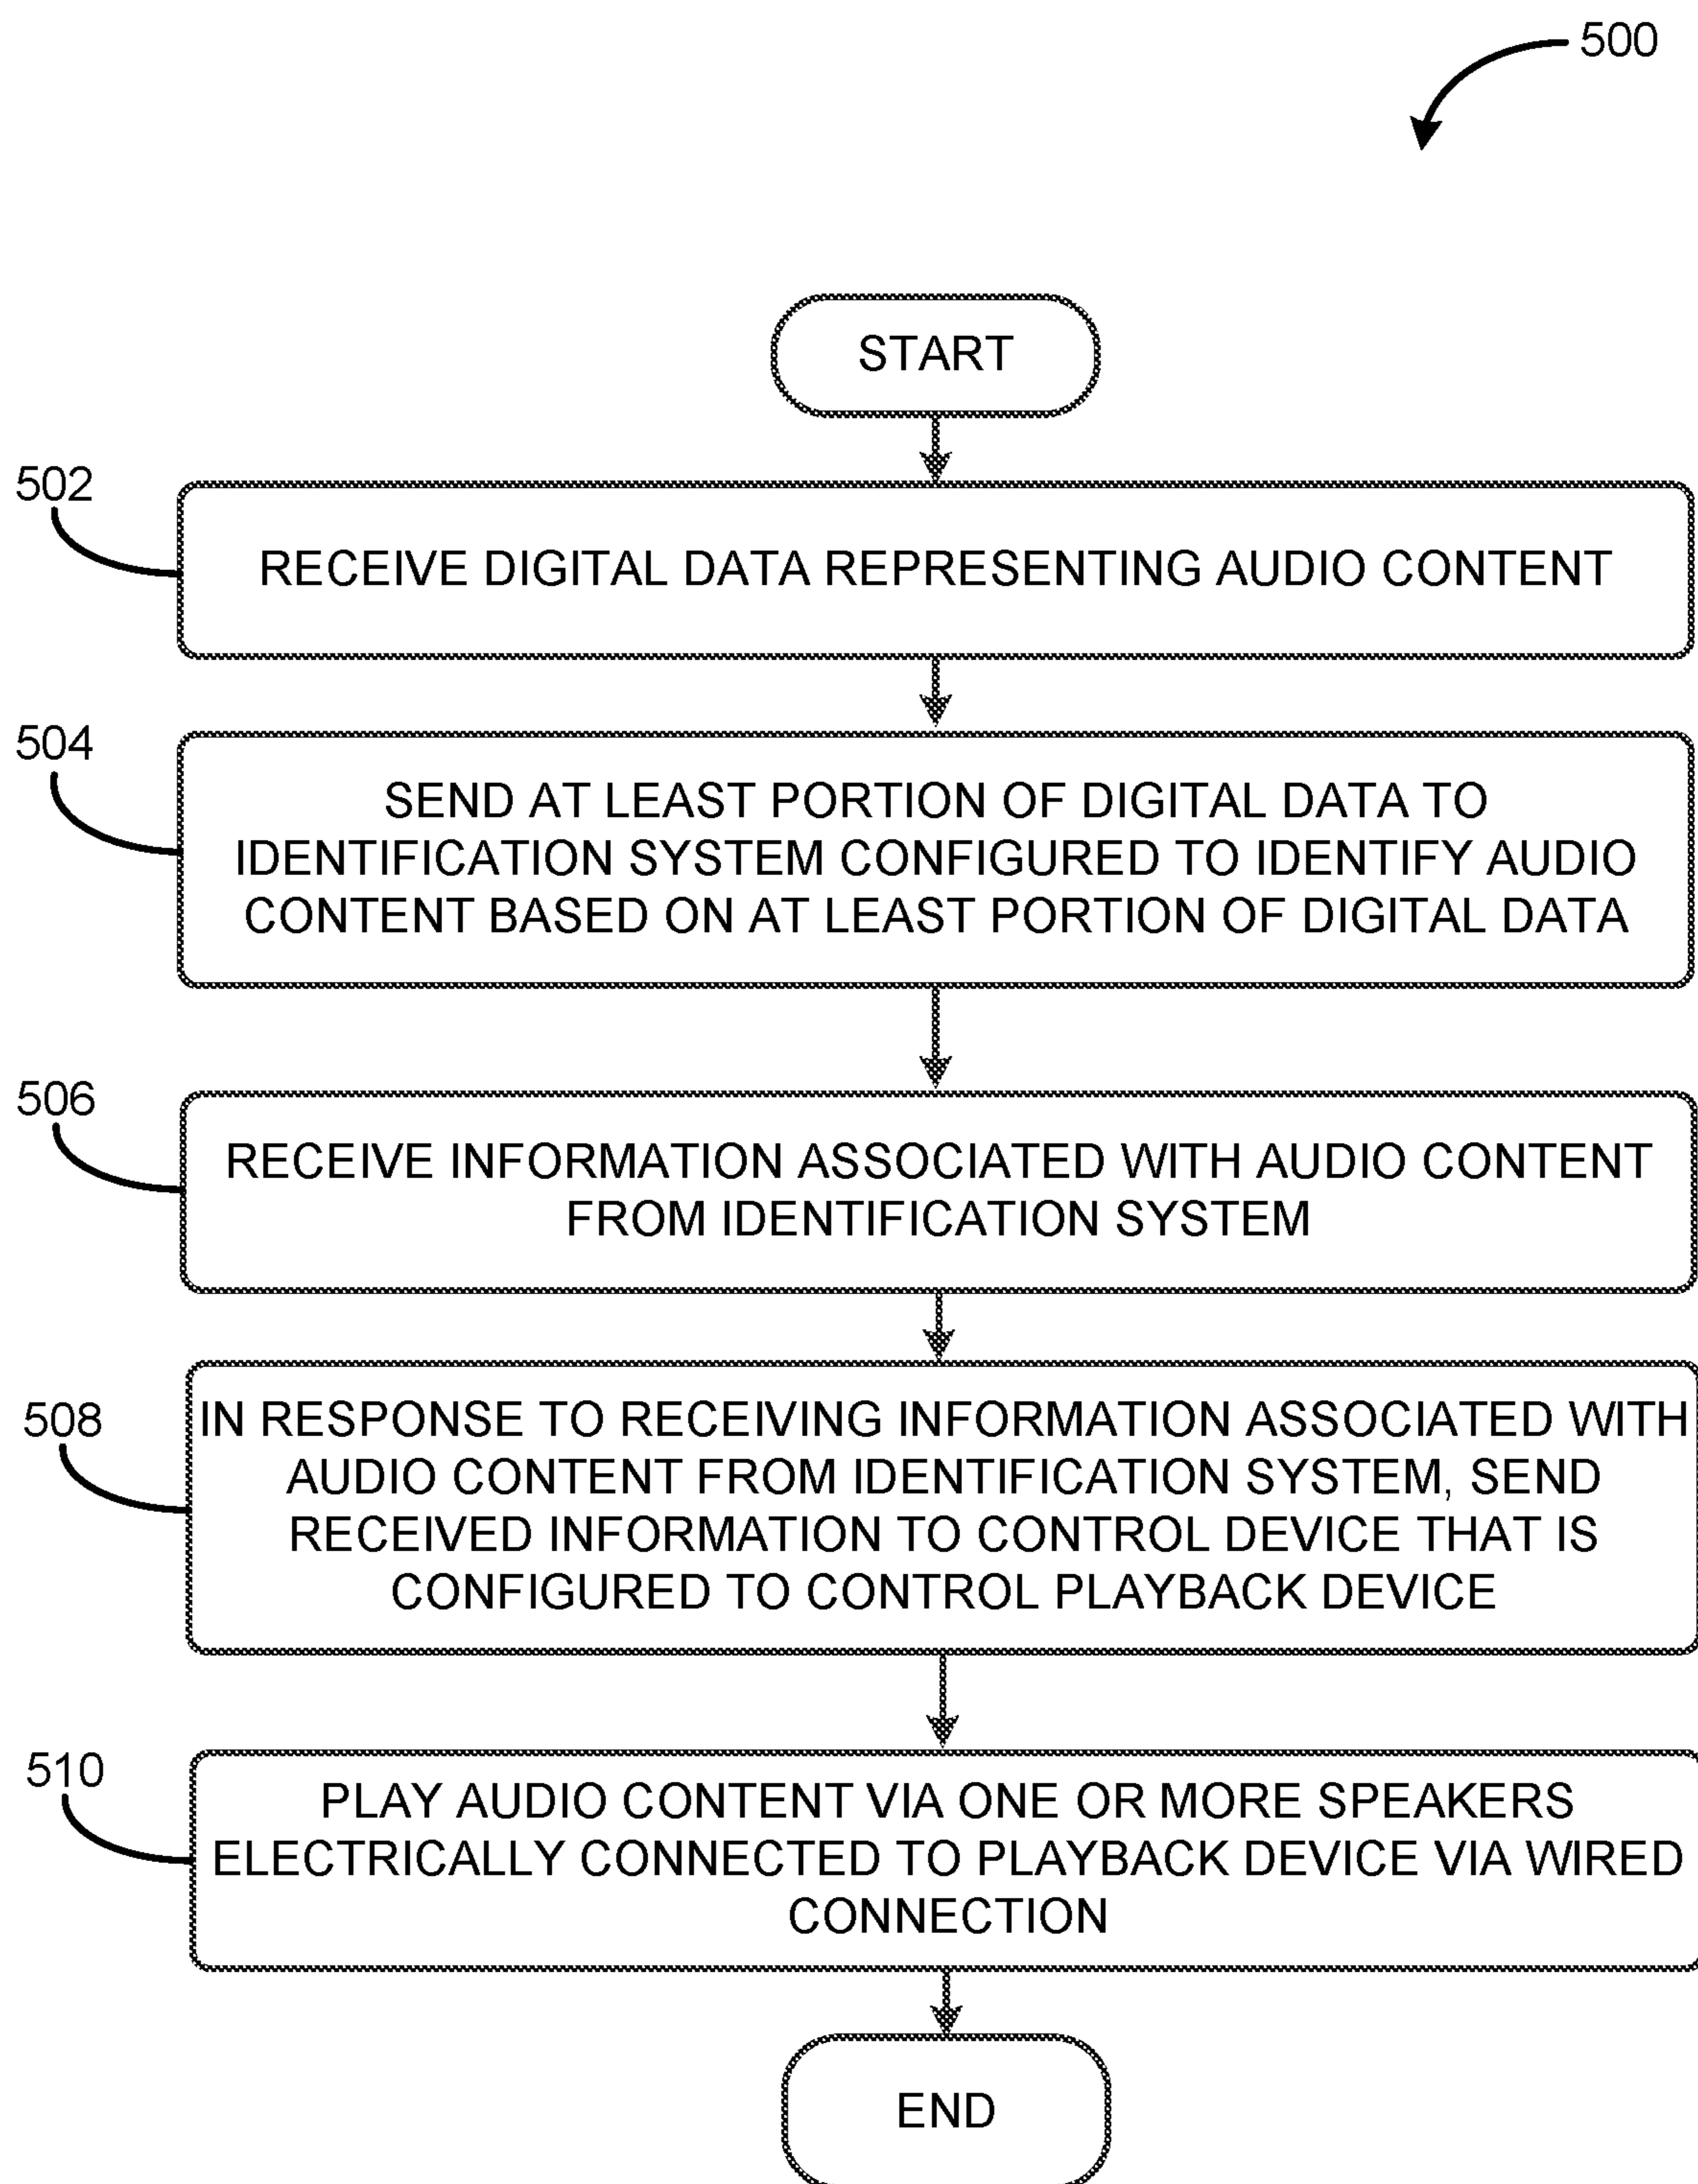 500
START
502
RECEIVE DIGITAL DATA REPRESENTING AUDIO CONTENT
504
SEND AT LEAST PORTION OF DIGITAL DATA TO
IDENTIFICATION SYSTEM CONFIGURED TO IDENTIFY AUDIO
CONTENT BASED ON AT LEAST PORTION OF DIGITAL DATA
506
RECEIVE INFORMATION ASSOCIATED WITH AUDIO CONTENT
FROM IDENTIFICATION SYSTEM
508
IN RESPONSE TO RECEIVING INFORMATION ASSOCIATED WITH
AUDIO CONTENT FROM IDENTIFICATION SYSTEM, SEND
RECEIVED INFORMATION TO CONTROL DEVICE THAT IS
CONFIGURED TO CONTROL PLAYBACK DEVICE
510
PLAY AUDIO CONTENT VIA ONE OR MORE SPEAKERS
ELECTRICALLY CONNECTED TO PLAYBACK DEVICE VIA WIRED
CONNECTION
END